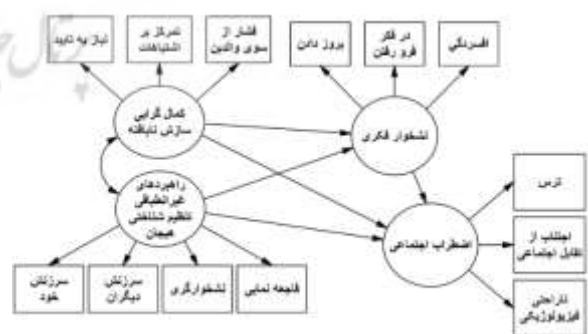 نیاز به تایید
تمرکز بر
اشتباهات
فشار از
سوی والدین
بروز دادن
در فکر
فرو رفتن
افسردگی
کمال گرایی
سازش نایافته
نشخوار فکری
راهبردهای
غیرانطباقی
تنظیم شناختی
هیجان
اضطراب اجتماعی
ترس
اجتناب از
تقابل اجتماعی
ناراحتی
فیزیولوژیکی
سرزنش
خود
سرزنش
دیگران
نشخوارگری
فاجعه نمایی